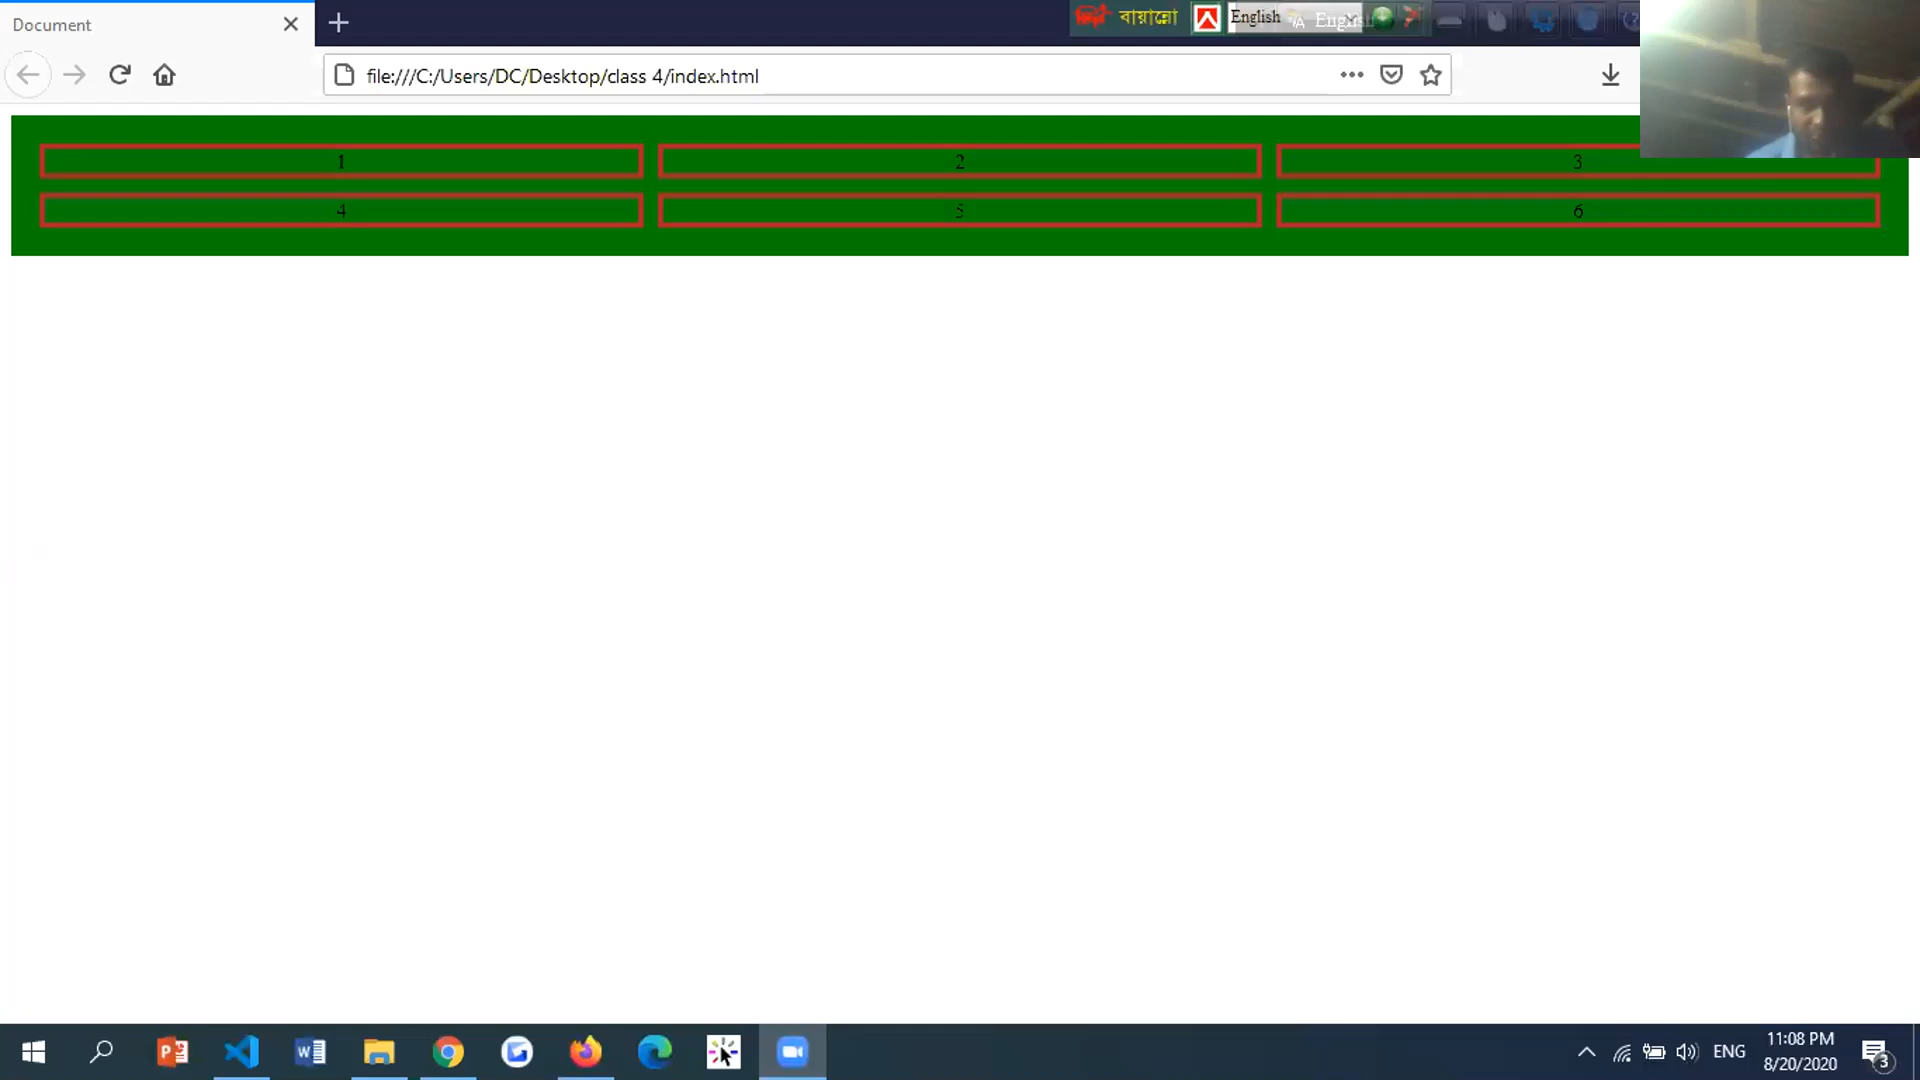 Document
বায়ান্নো
English
English
file:///C:/Users/DC/Desktop/class 4/index.html
1 2 3
4 5 6
ENG
11:08 PM
8/20/2020
3